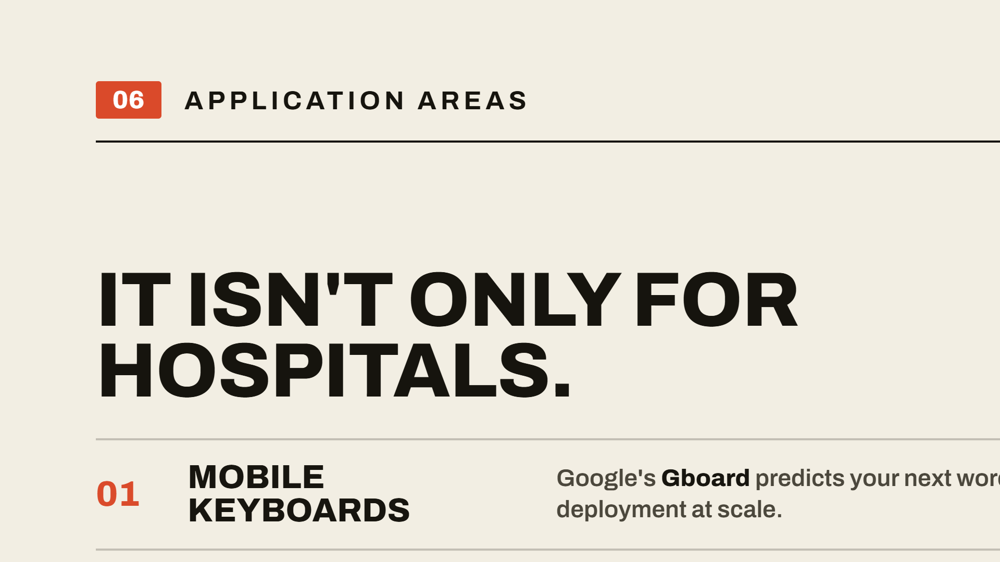 06 APPLICATION AREAS
IT ISN'T ONLY FOR
HOSPITALS.
01
MOBILE
KEYBOARDS
Google's Gboard predicts your next
deployment at scale.